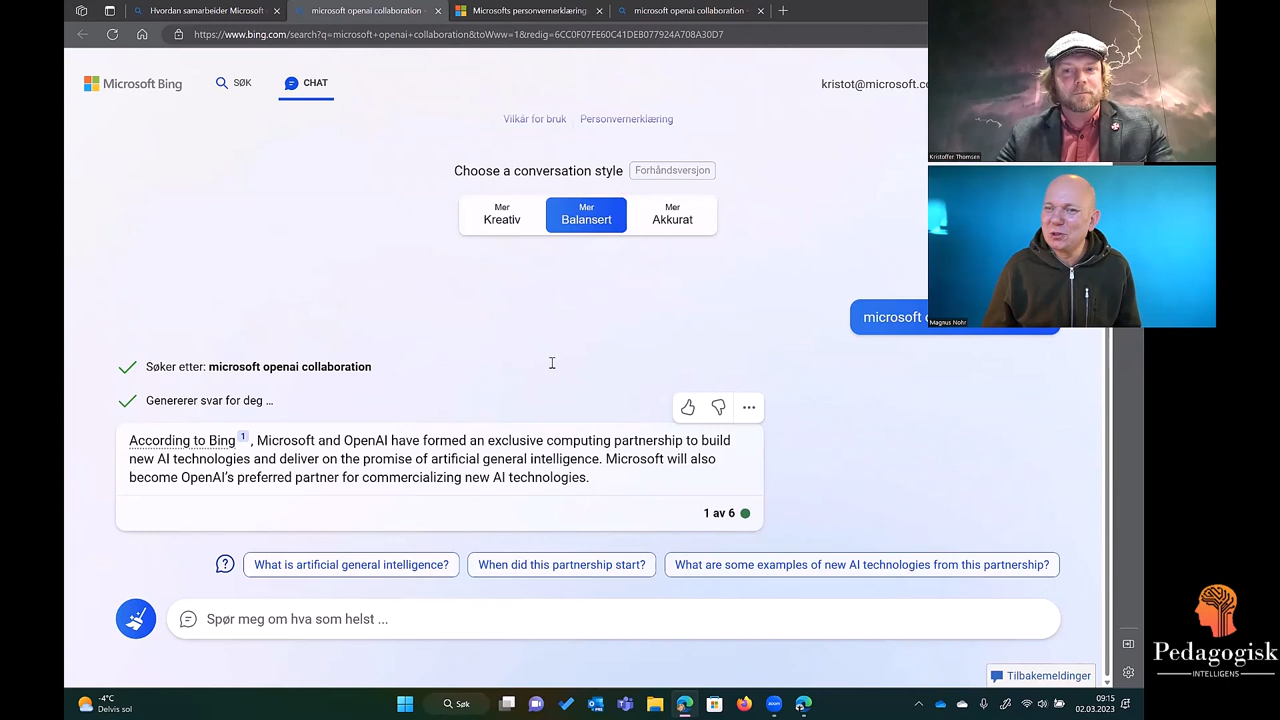 Hvordan samarbeider Microsoft
microsoft openai collaboration -
Microsofts personvernerklæring
microsoft openai collaboration -
https://www.bing.com/search?q=microsoft+openai+collaboration&toWww=1&redig=6CC0F07FE60C41DEB077924A708A30D7
Microsoft Bing
SØK
CHAT
kristot@microsoft.co
Vilkår for bruk
Personvernerklæring
Choose a conversation style
Forhåndsversjon
Mer
Kreativ
Mer
Balansert
Mer
Akkurat
Kristoffer Thomsen
Magnus Nohr
microsoft
Søker etter: microsoft openai collaboration
Genererer svar for deg ...
According to Bing 1 , Microsoft and OpenAI have formed an exclusive computing partnership to build
new AI technologies and deliver on the promise of artificial general intelligence. Microsoft will also
become OpenAI's preferred partner for commercializing new AI technologies.
1 av 6
What is artificial general intelligence?
When did this partnership start?
What are some examples of new AI technologies from this partnership?
Spør meg om hva som helst ...
Tilbakemeldinger
Pedagogisk
INTELLIGENS
-4°C
Delvis sol
Søk
09:15
02.03.2023